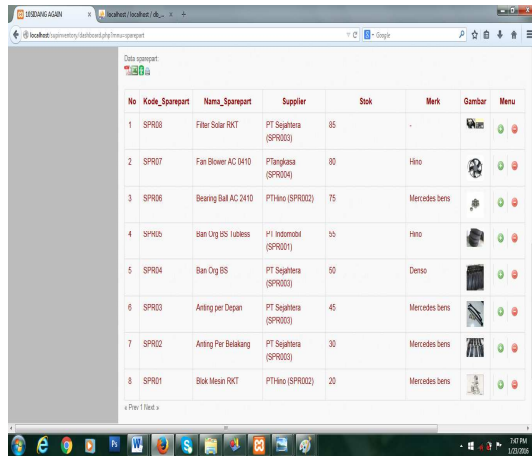 10SIDANG AGAIN
localhost / localhost / db_...
localhost/sapinventory/dashboard.php?mnu=sparepart
Google
Data sparepart:
No Kode_Sparepart Nama_Sparepart Supplier Stok Merk Gambar Menu
1 SPR08 Filter Solar RKT PT Sejahtera 85 -
(SPR003)
2 SPR07 Fan Blower AC 0410 PTangkasa 80 Hino
(SPR004)
3 SPR06 Bearing Ball AC 2410 PTHino (SPR002) 75 Mercedes bens
4 SPR05 Ban Org BS Tubless PT Indomobil 55 Hino
(SPR001)
5 SPR04 Ban Org BS PT Sejahtera 50 Denso
(SPR003)
6 SPR03 Anting per Depan PT Sejahtera 45 Mercedes bens
(SPR003)
7 SPR02 Anting Per Belakang PT Sejahtera 30 Mercedes bens
(SPR003)
8 SPR01 Blok Mesin RKT PTHino (SPR002) 20 Mercedes bens
« Prev 1 Next »
7:47 PM
1/23/2016